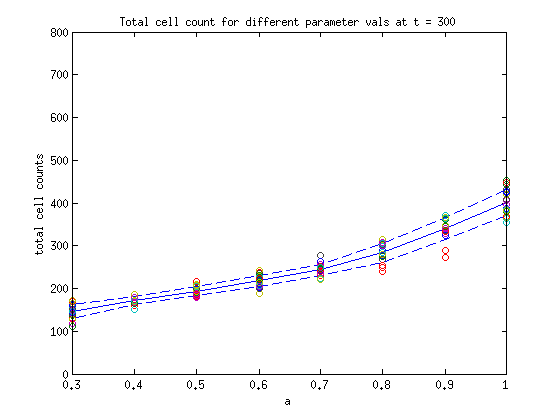 Total cell count for different parameter vals at t = 300
800
700
600
500
400
300
200
100
0
total cell counts
0.3 0.4 0.5 0.6 0.7 0.8 0.9 1
a